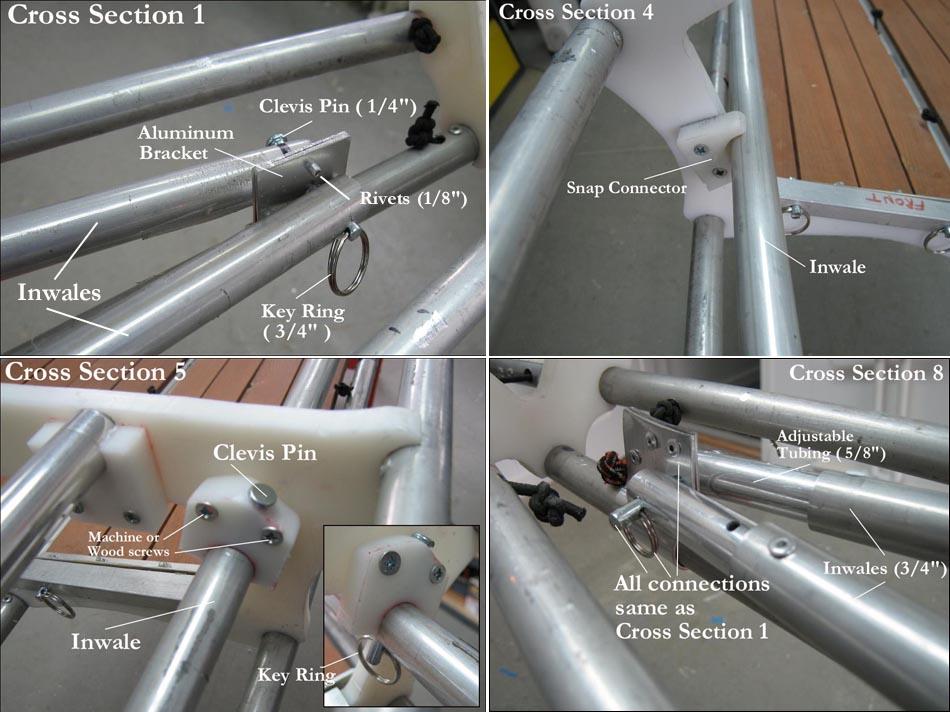 Cross Section 1
Clevis Pin ( 1/4")
Aluminum
Bracket
Rivets (1/8")
Inwales
Key Ring
( 3/4" )
Cross Section 4
Snap Connector
FRONT
Inwale
Cross Section 5
Clevis Pin
Machine or
Wood screws
Inwale
Key Ring
Cross Section 8
Adjustable
Tubing (5/8")
Inwales (3/4")
All connections
same as
Cross Section 1